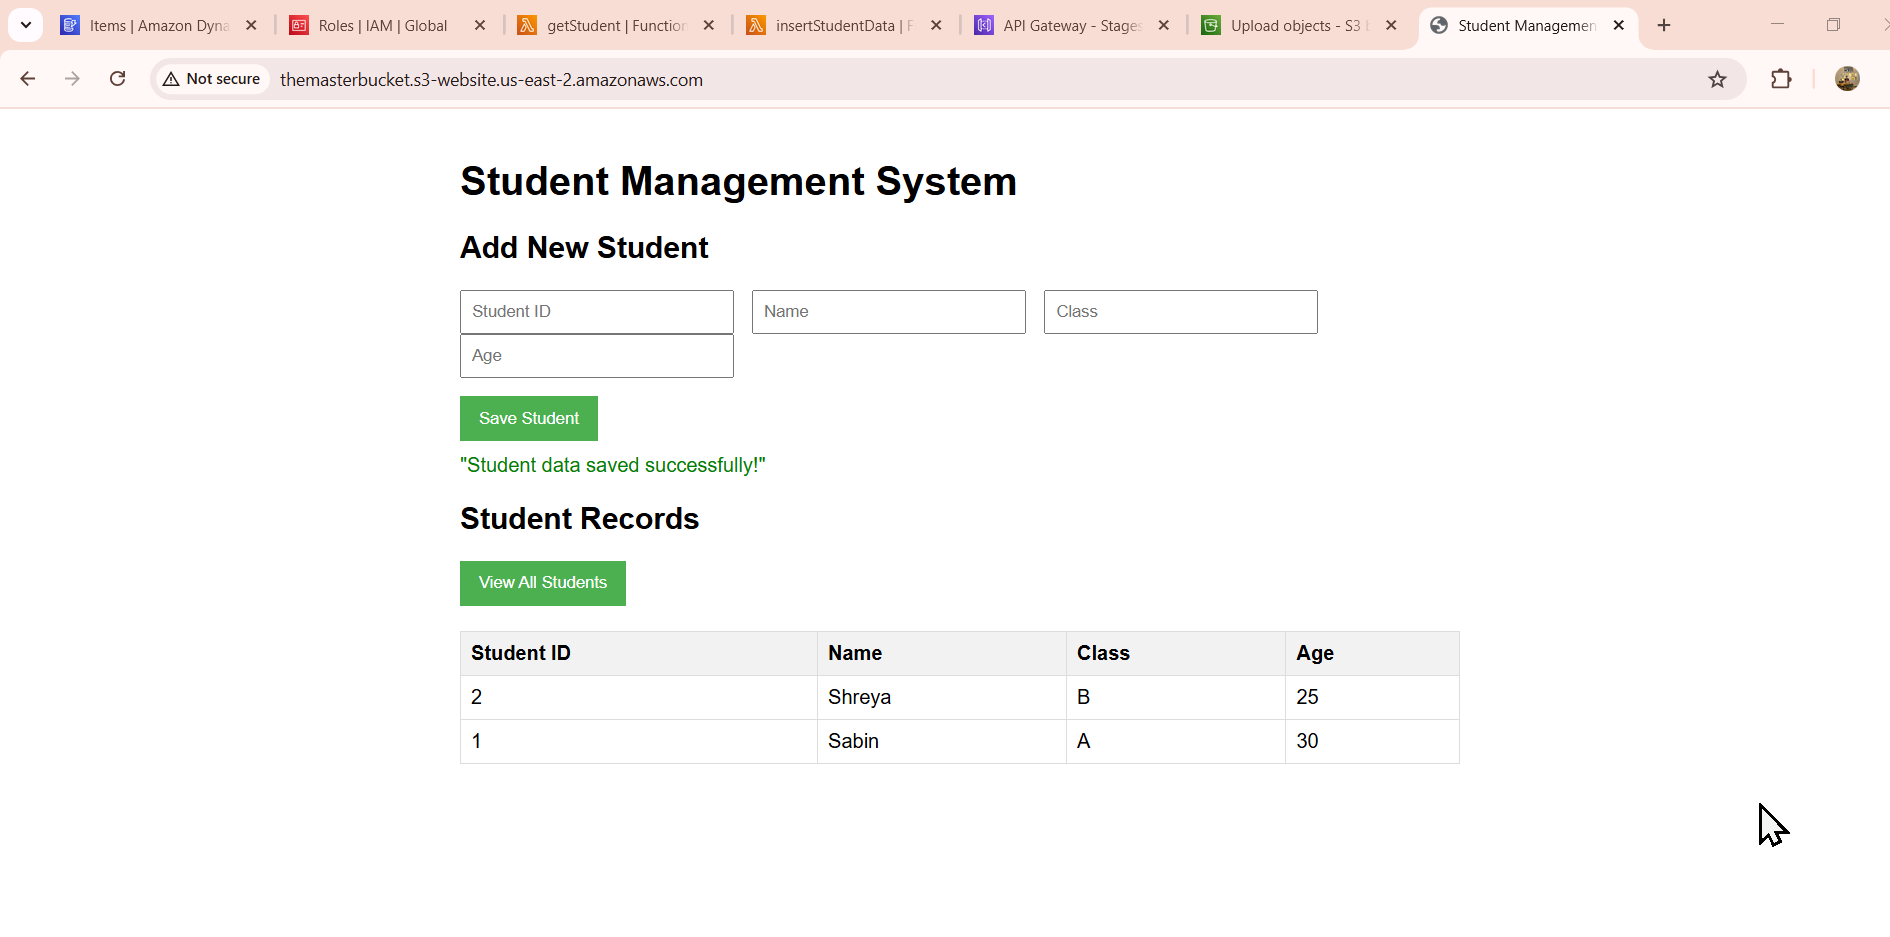 Items | Amazon Dyna
Roles | IAM | Global
getStudent | Function
insertStudentData | F
API Gateway - Stages
Upload objects - S3 b
Student Managemen
Not secure
themasterbucket.s3-website.us-east-2.amazonaws.com
Student Management System
Add New Student
Student ID Name Class
Age
Save Student
"Student data saved successfully!"
Student Records
View All Students
Student ID Name Class Age
2 Shreya B 25
1 Sabin A 30